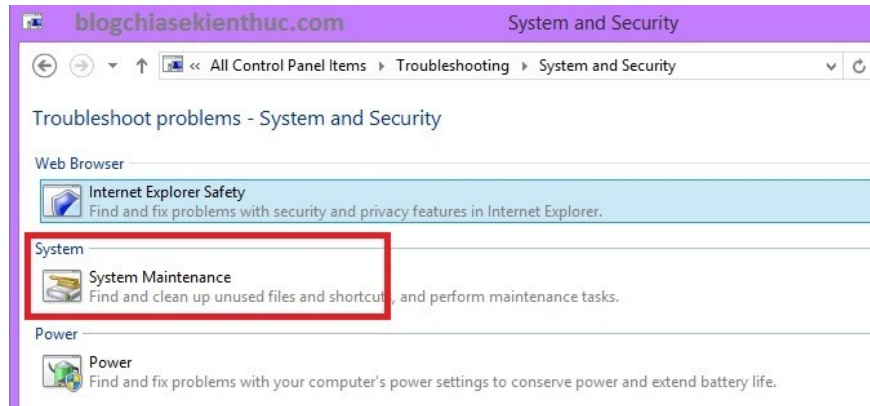 blogchiasekienthuc.com
System and Security
« All Control Panel Items Troubleshooting System and Security
Troubleshoot problems - System and Security
Web Browser
Internet Explorer Safety
Find and fix problems with security and privacy features in Internet Explorer.
System
System Maintenance
Find and clean up unused files and shortcuts, and perform maintenance tasks.
Power
Power
Find and fix problems with your computer's power settings to conserve power and extend battery life.